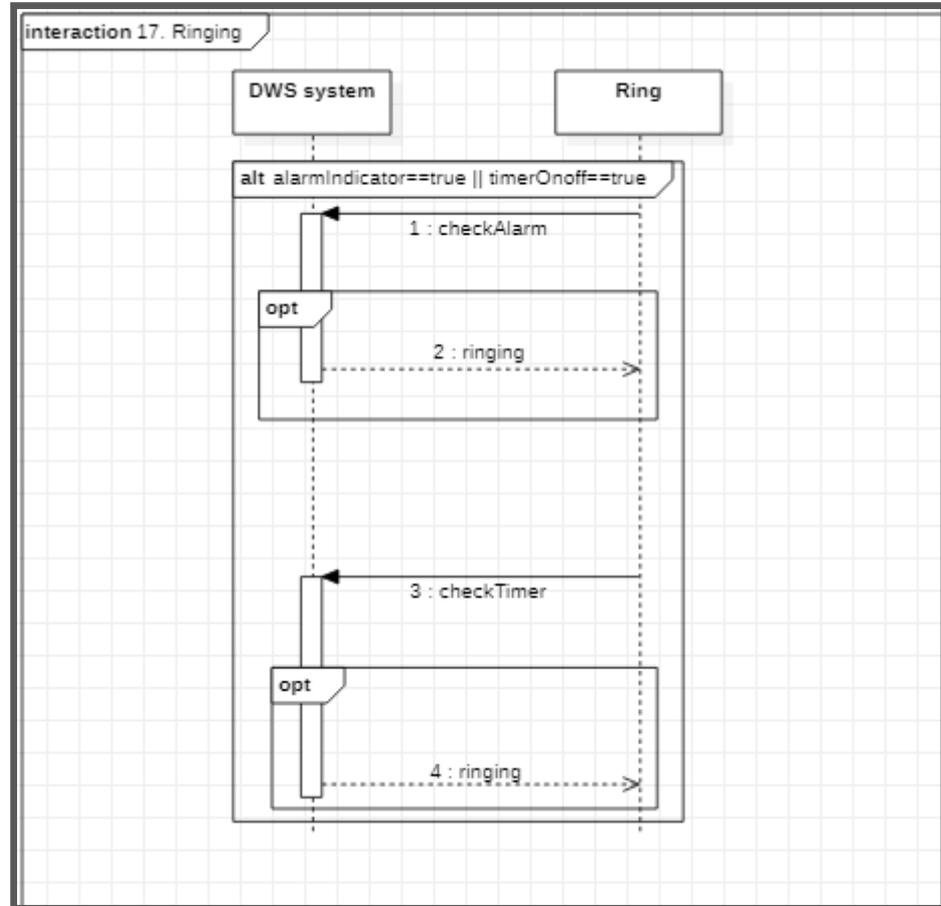 interaction 17. Ringing
DWS system
Ring
alt alarmIndicator==true || timerOnoff==true
1 : checkAlarm
opt
2 : ringing
3 : checkTimer
opt
4 : ringing